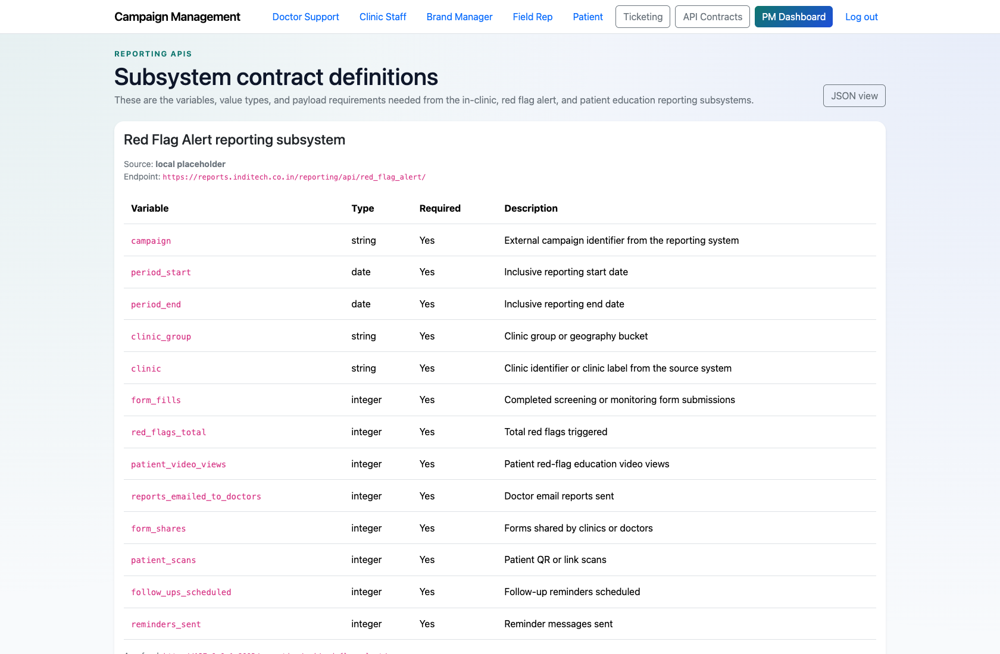 Campaign Management Doctor Support Clinic Staff Brand Manager Field Rep Patient Ticketing API Contracts PM Dashboard Log out
REPORTING APIS
Subsystem contract definitions
These are the variables, value types, and payload requirements needed from the in-clinic, red flag alert, and patient education reporting subsystems.
JSON view
Red Flag Alert reporting subsystem
Source: local placeholder
Endpoint: https://reports.inditech.co.in/reporting/api/red_flag_alert/
Variable Type Required Description
campaign string Yes External campaign identifier from the reporting system
period_start date Yes Inclusive reporting start date
period_end date Yes Inclusive reporting end date
clinic_group string Yes Clinic group or geography bucket
clinic string Yes Clinic identifier or clinic label from the source system
form_fills integer Yes Completed screening or monitoring form submissions
red_flags_total integer Yes Total red flags triggered
patient_video_views integer Yes Patient red-flag education video views
reports_emailed_to_doctors integer Yes Doctor email reports sent
form_shares integer Yes Forms shared by clinics or doctors
patient_scans integer Yes Patient QR or link scans
follow_ups_scheduled integer Yes Follow-up reminders scheduled
reminders_sent integer Yes Reminder messages sent